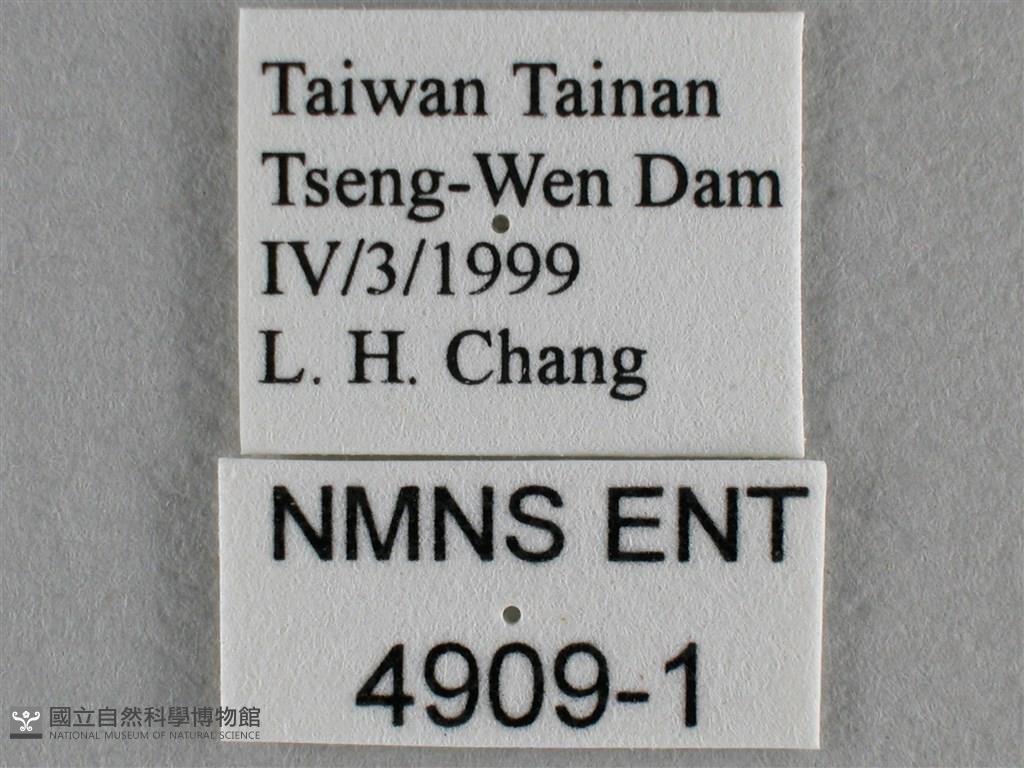 Taiwan Tainan
Tseng-Wen Dam
IV/3/1999
L. H. Chang
NMNS ENT
4909-1
國立自然科學博物館
NATIONAL MUSEUM OF NATURAL SCIENCE